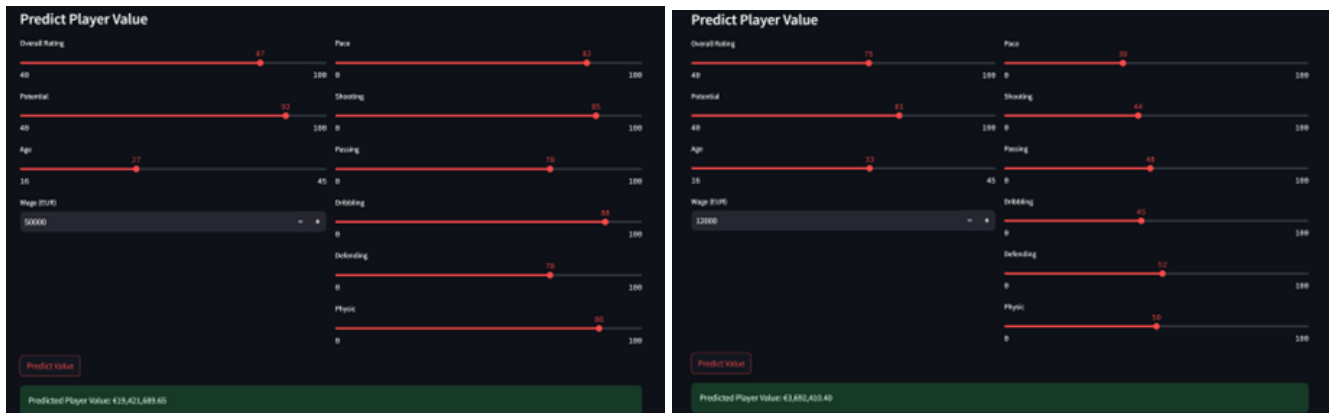 Predict Player Value
Overall Rating
87
40 100
Potential
92
40 100
Age
27
16 45
Wage (EUR)
50000 - +
Pace
82
0 100
Shooting
85
0 100
Passing
70
0 100
Dribbling
88
0 100
Defending
70
0 100
Physic
86
0 100
Predict Value
Predicted Player Value: €19,421,689.65
Predict Player Value
Overall Rating
75
40 100
Potential
81
40 100
Age
33
16 45
Wage (EUR)
12000 - +
Pace
39
0 100
Shooting
44
0 100
Passing
48
0 100
Dribbling
45
0 100
Defending
52
0 100
Physic
50
0 100
Predict Value
Predicted Player Value: €3,692,410.40